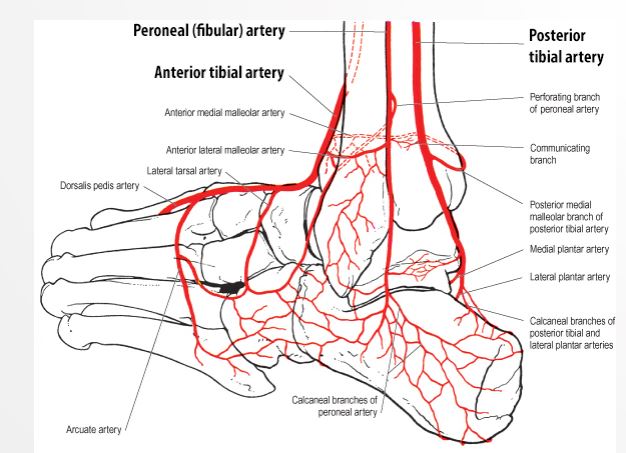 Peroneal (fibular) artery
Anterior tibial artery
Anterior medial malleolar artery
Anterior lateral malleolar artery
Lateral tarsal artery
Dorsalis pedis artery
Posterior
tibial artery
Perforating branch
of peroneal artery
Communicating
branch
Posterior medial
malleolar branch of
posterior tibial artery
Medial plantar artery
Lateral plantar artery
Calcaneal branches of
posterior tibial and
lateral plantar arteries
Calcaneal branches of
peroneal artery
Arcuate artery